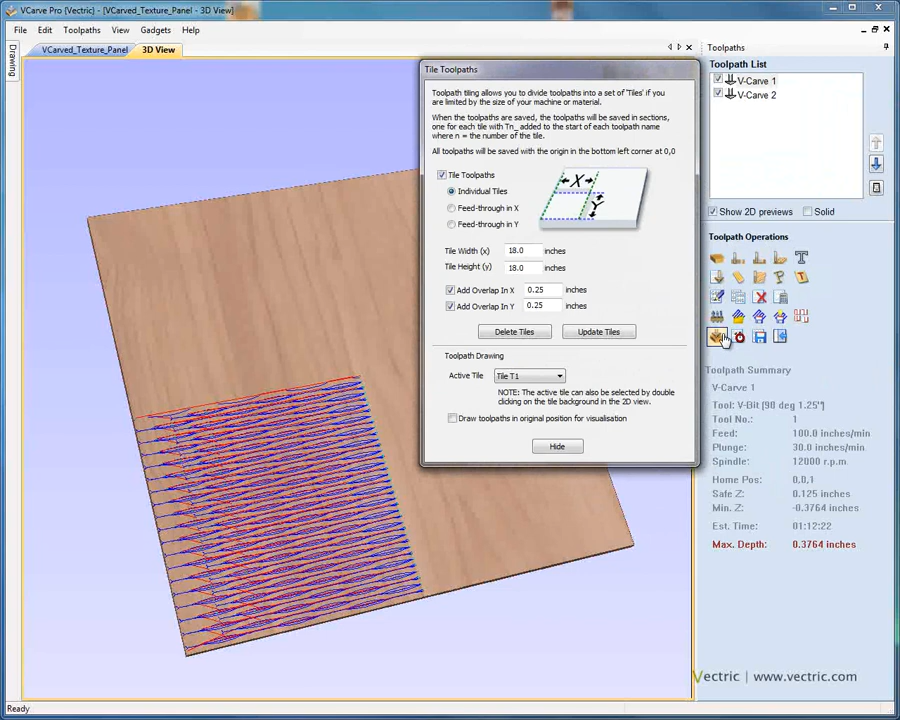 VCarve Pro {Vectric} - [VCarved_Texture_Panel - 3D View]
File Edit Toolpaths View Gadgets Help
VCarved_Texture_Panel 3D View
Drawing
Tile Toolpaths
Toolpath tiling allows you to divide toolpaths into a set of 'Tiles' if you
are limited by the size of your machine or material.
When the toolpaths are saved, the toolpaths will be saved in sections,
one for each tile with Tn_ added to the start of each toolpath name
where n = the number of the tile.
All toolpaths will be saved with the origin in the bottom left corner at 0,0
Tile Toolpaths
Individual Tiles
Feed-through in X
Feed-through in Y
X
Y
Tile Width (x) 18.0 inches
Tile Height (y) 18.0 inches
Add Overlap In X 0.25 inches
Add Overlap In Y 0.25 inches
Delete Tiles Update Tiles
Toolpath Drawing
Active Tile Tile T1
NOTE: The active tile can also be selected by double
clicking on the tile background in the 2D view.
Draw toolpaths in original position for visualisation
Hide
Toolpaths
Toolpath List
V-Carve 1
V-Carve 2
Show 2D previews Solid
Toolpath Operations
Toolpath Summary
V-Carve 1
Tool: V-Bit {90 deg 1.25"}
Tool No.: 1
Feed: 100.0 inches/min
Plunge: 30.0 inches/min
Spindle: 12000 r.p.m
Home Pos: 0,0,1
Safe Z: 0.125 inches
Min. Z: -0.3764 inches
Est. Time: 01:12:22
Max. Depth: 0.3764 inches
Vectric | www.vectric.com
Ready